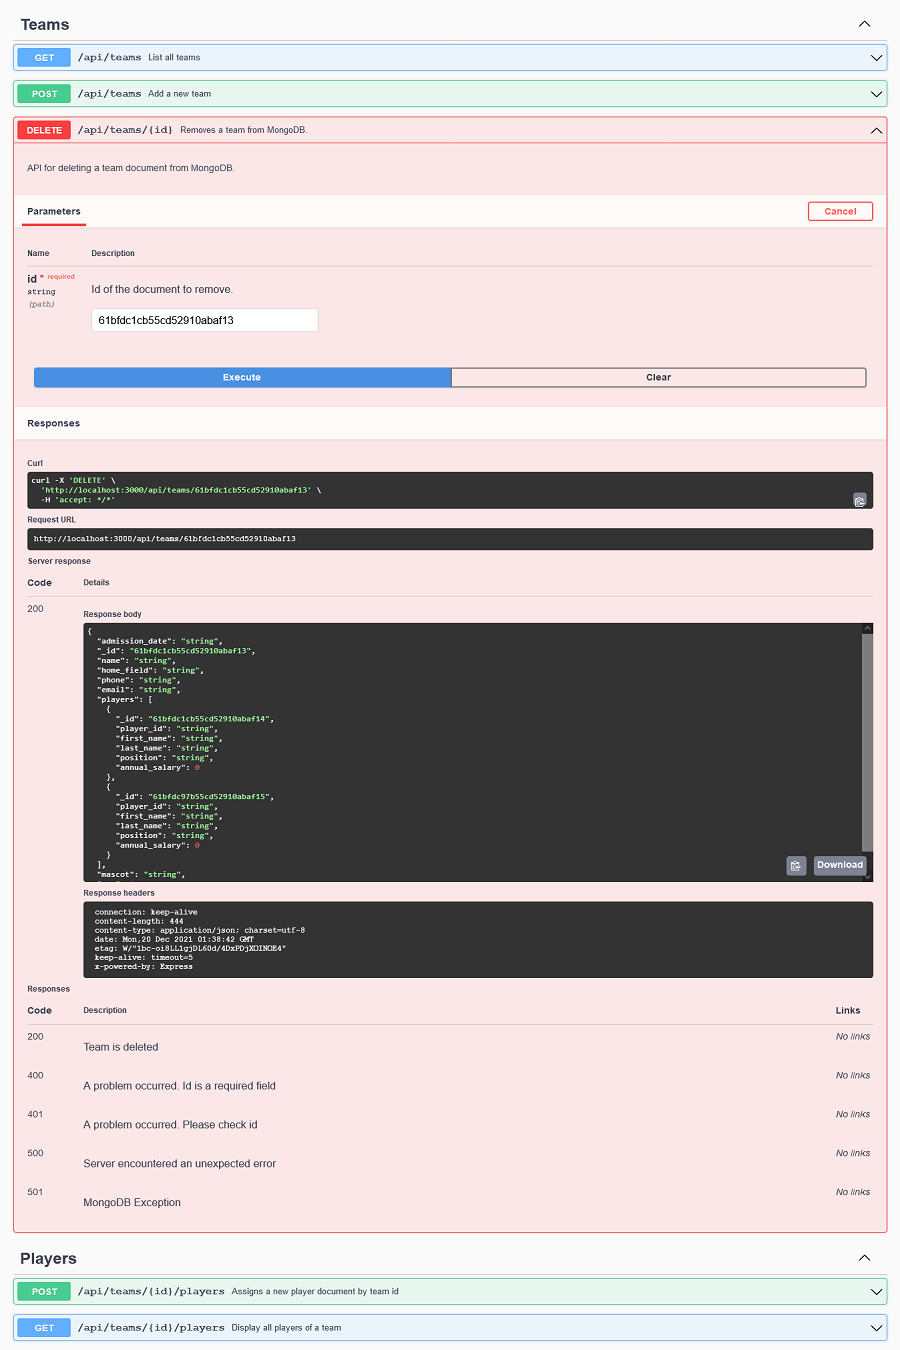 Teams
GET /api/teams List all teams
POST /api/teams Add a new team
DELETE /api/teams/{id} Removes a team from MongoDB.
API for deleting a team document from MongoDB.
Parameters
Cancel
Name Description
id * required
string
(path)
Id of the document to remove.
61bfdc1cb55cd52910abaf13
Execute
Clear
Responses
Curl
curl -X 'DELETE' \
'http://localhost:3000/api/teams/61bfdc1cb55cd52910abaf13' \
-H 'accept: */*'
Request URL
http://localhost:3000/api/teams/61bfdc1cb55cd52910abaf13
Server response
Code Details
200
Response body
{
"admission_date": "string",
"_id": "61bfdc1cb55cd52910abaf13",
"name": "string",
"home_field": "string",
"phone": "string",
"email": "string",
"players": [
{
"_id": "61bfdc1cb55cd52910abaf14",
"player_id": "string",
"first_name": "string",
"last_name": "string",
"position": "string",
"annual_salary": 0
},
{
"_id": "61bfdc97b55cd52910abaf15",
"player_id": "string",
"first_name": "string",
"last_name": "string",
"position": "string",
"annual_salary": 0
}
],
"mascot": "string",
Download
Response headers
connection: keep-alive
content-length: 444
content-type: application/json; charset=utf-8
date: Mon,20 Dec 2021 01:38:42 GMT
keep-alive: timeout=5
x-powered-by: Express
Responses
Code Description Links
200 No links
Team is deleted
400 No links
A problem occurred. Id is a required field
401 No links
A problem occurred. Please check id
500 No links
Server encountered an unexpected error
501 No links
MongoDB Exception
Players
POST /api/teams/{id}/players Assigns a new player document by team id
GET /api/teams/{id}/players Display all players of a team